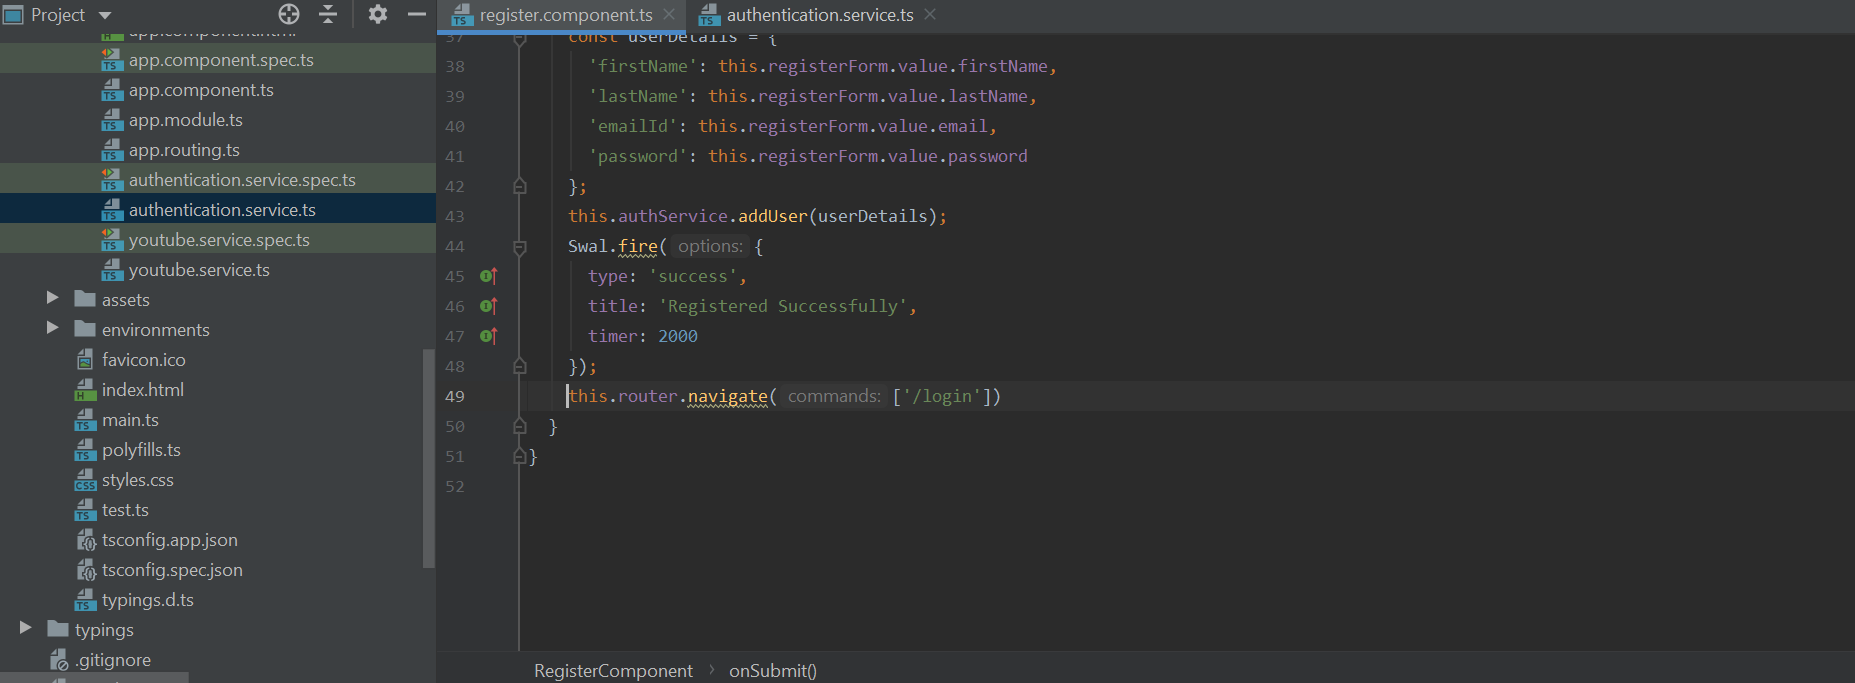 Project
app.component.html
app.component.spec.ts
app.component.ts
app.module.ts
app.routing.ts
authentication.service.spec.ts
authentication.service.ts
youtube.service.spec.ts
youtube.service.ts
assets
environments
favicon.ico
index.html
main.ts
polyfills.ts
styles.css
test.ts
tsconfig.app.json
tsconfig.spec.json
typings.d.ts
typings
.gitignore
register.component.ts
authentication.service.ts
37 const userDetails = {
38 'firstName': this.registerForm.value.firstName,
39 'lastName': this.registerForm.value.lastName,
40 'emailId': this.registerForm.value.email,
41 'password': this.registerForm.value.password
42 };
43 this.authService.addUser(userDetails);
44 Swal.fire( options: {
45 type: 'success',
46 title: 'Registered Successfully',
47 timer: 2000
48 });
49 this.router.navigate( commands: ['/login'])
50 }
51 }
52
RegisterComponent › onSubmit()